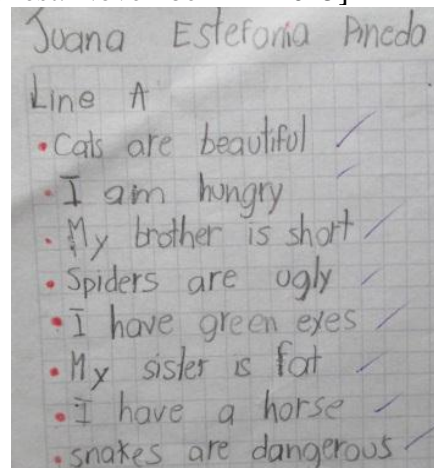 Juana Estefania Pineda
Line A
• Cats are beautiful
• I am hungry
• My brother is short
• Spiders are ugly
• I have green eyes
• My sister is fat
• I have a horse
• snakes are dangerous